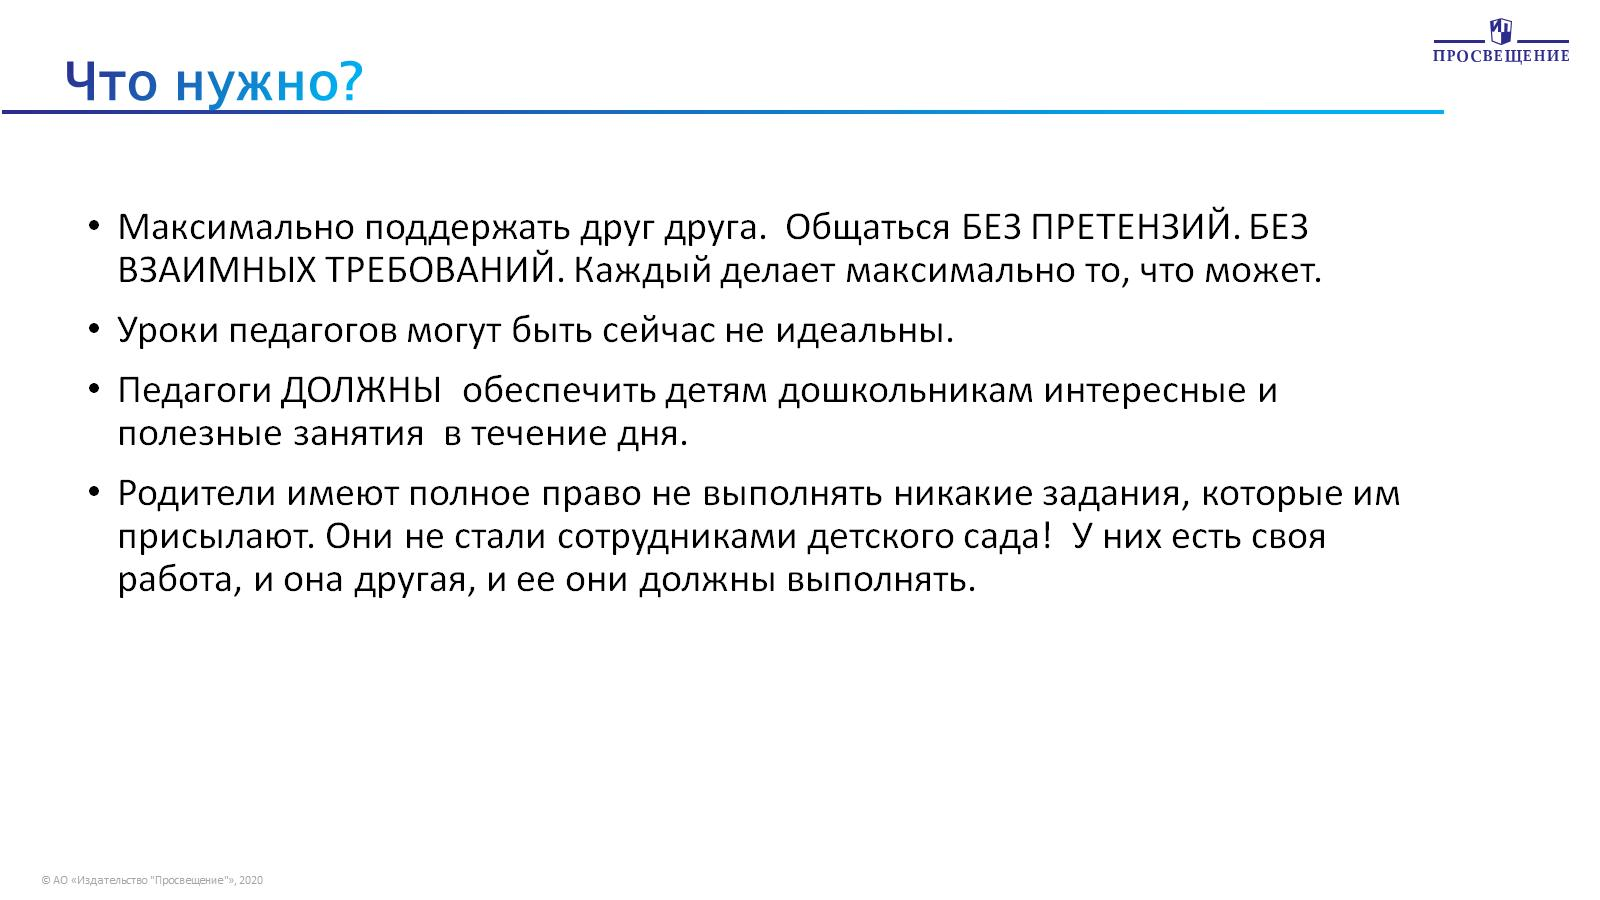 ПРОСВЕЩЕНИЕ
Что нужно?
• Максимально поддержать друг друга.  Общаться БЕЗ ПРЕТЕНЗИЙ. БЕЗ
ВЗАИМНЫХ ТРЕБОВАНИЙ. Каждый делает максимально то, что может.
• Уроки педагогов могут быть сейчас не идеальны.
• Педагоги ДОЛЖНЫ  обеспечить детям дошкольникам интересные и
полезные занятия  в течение дня.
• Родители имеют полное право не выполнять никакие задания, которые им
присылают. Они не стали сотрудниками детского сада!  У них есть своя
работа, и она другая, и ее они должны выполнять.
© АО «Издательство "Просвещение"», 2020